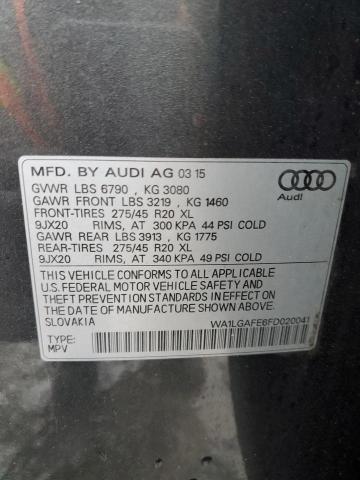 MFD. BY AUDI AG 03 15
GVWR LBS 6790 , KG 3080
GAWR FRONT LBS 3219 , KG 1460
FRONT-TIRES 275/45 R20 XL
9JX20 RIMS, AT 300 KPA 44 PSI COLD
GAWR REAR LBS 3913 , KG 1775
REAR-TIRES 275/45 R20 XL
9JX20 RIMS, AT 340 KPA 49 PSI COLD
Audi
THIS VEHICLE CONFORMS TO ALL APPLICABLE
U.S. FEDERAL MOTOR VEHICLE SAFETY AND
THEFT PREVENTION STANDARDS IN EFFECT ON
THE DATE OF MANUFACTURE SHOWN ABOVE.
SLOVAKIA
WA1LGAFE6FD020041
TYPE:
MPV